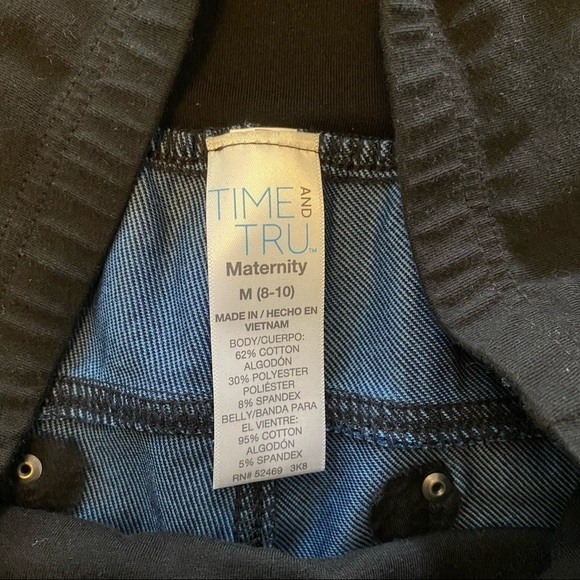 TIME AND
TRU™
Maternity
M (8-10)
MADE IN / HECHO EN
VIETNAM
BODY/CUERPO:
62% COTTON
ALGODÓN
30% POLYESTER
POLIÉSTER
8% SPANDEX
BELLY/BANDA PARA
EL VIENTRE:
95% COTTON
ALGODÓN
5% SPANDEX
RN# 52469 3K8